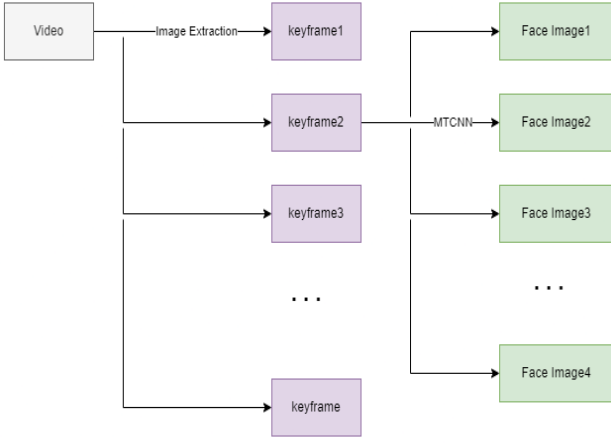 Video
Image Extraction
keyframe1
Face Image1
keyframe2
MTCNN
Face Image2
keyframe3
Face Image3
...
...
Face Image4
keyframe